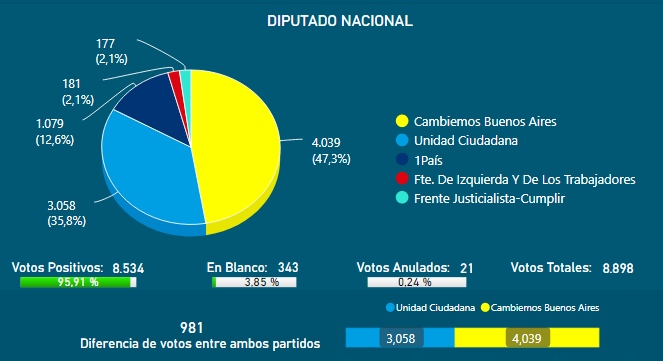 DIPUTADO NACIONAL
177
(2,1%)
181
(2,1%)
1.079
(12,6%)
3.058
(35,8%)
4.039
(47,3%)
Cambiemos Buenos Aires
Unidad Ciudadana
1País
Fte. De Izquierda Y De Los Trabajadores
Frente Justicialista-Cumplir
Votos Positivos: 8.534
95,91 %
En Blanco: 343
3,85 %
Votos Anulados: 21
0,24 %
Votos Totales: 8.898
Unidad Ciudadana Cambiemos Buenos Aires
981
Diferencia de votos entre ambos partidos
3,058 4,039